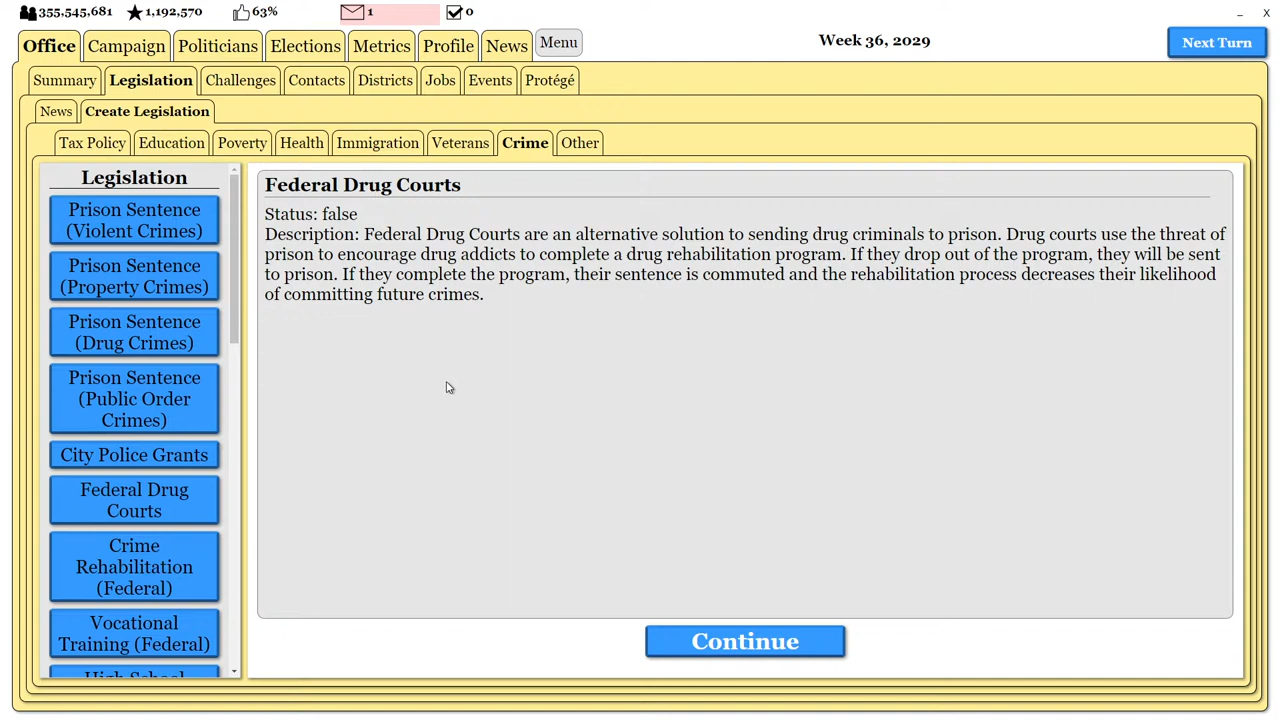 355,545,681 1,192,570 63% 1 0
_ X
Office Campaign Politicians Elections Metrics Profile News Menu
Week 36, 2029
Next Turn
Summary Legislation Challenges Contacts Districts Jobs Events Protégé
News Create Legislation
Tax Policy Education Poverty Health Immigration Veterans Crime Other
Legislation
Prison Sentence
(Violent Crimes)
Prison Sentence
(Property Crimes)
Prison Sentence
(Drug Crimes)
Prison Sentence
(Public Order
Crimes)
City Police Grants
Federal Drug
Courts
Crime
Rehabilitation
(Federal)
Vocational
Training (Federal)
High School
Federal Drug Courts
Status: false
Description: Federal Drug Courts are an alternative solution to sending drug criminals to prison. Drug courts use the threat of
prison to encourage drug addicts to complete a drug rehabilitation program. If they drop out of the program, they will be sent
to prison. If they complete the program, their sentence is commuted and the rehabilitation process decreases their likelihood
of committing future crimes.
Continue